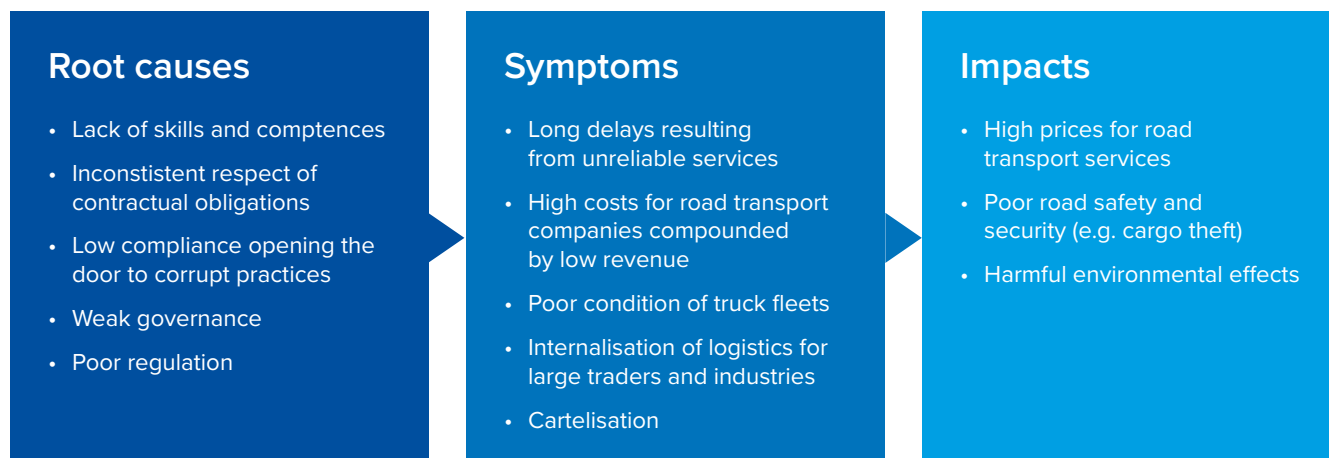 Root causes
• Lack of skills and comptences
• Inconstistent respect of
contractual obligations
• Low compliance opening the
door to corrupt practices
• Weak governance
• Poor regulation
Symptoms
• Long delays resulting
from unreliable services
• High costs for road transport
companies compounded
by low revenue
• Poor condition of truck fleets
• Internalisation of logistics for
large traders and industries
• Cartelisation
Impacts
• High prices for road
transport services
• Poor road safety and
security (e.g. cargo theft)
• Harmful environmental effects